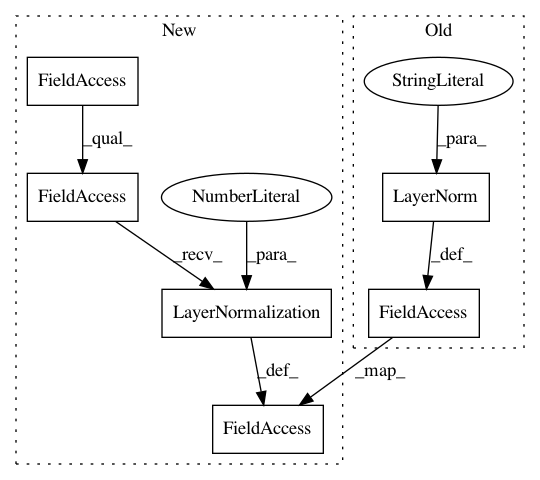 New
Old
FieldAccess
StringLiteral
_qual_
_para_
FieldAccess
NumberLiteral
LayerNorm
_recv_
_para_
_def_
LayerNormalization
FieldAccess
_def_
_map_
FieldAccess